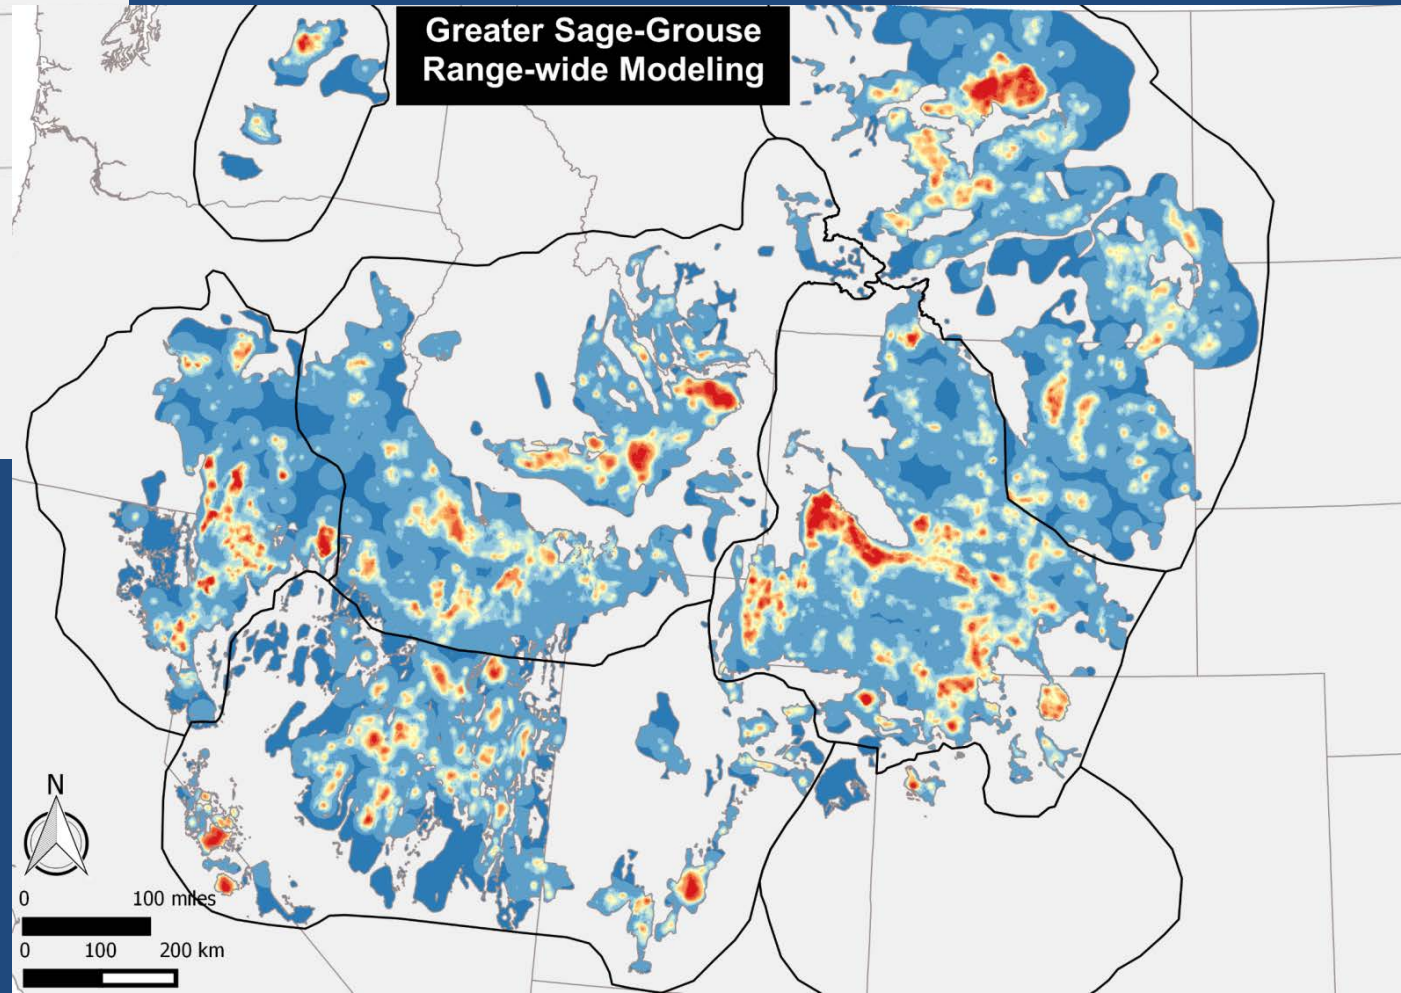 Greater Sage-Grouse
Range-wide Modeling
N
0 100 miles
0 100 200 km